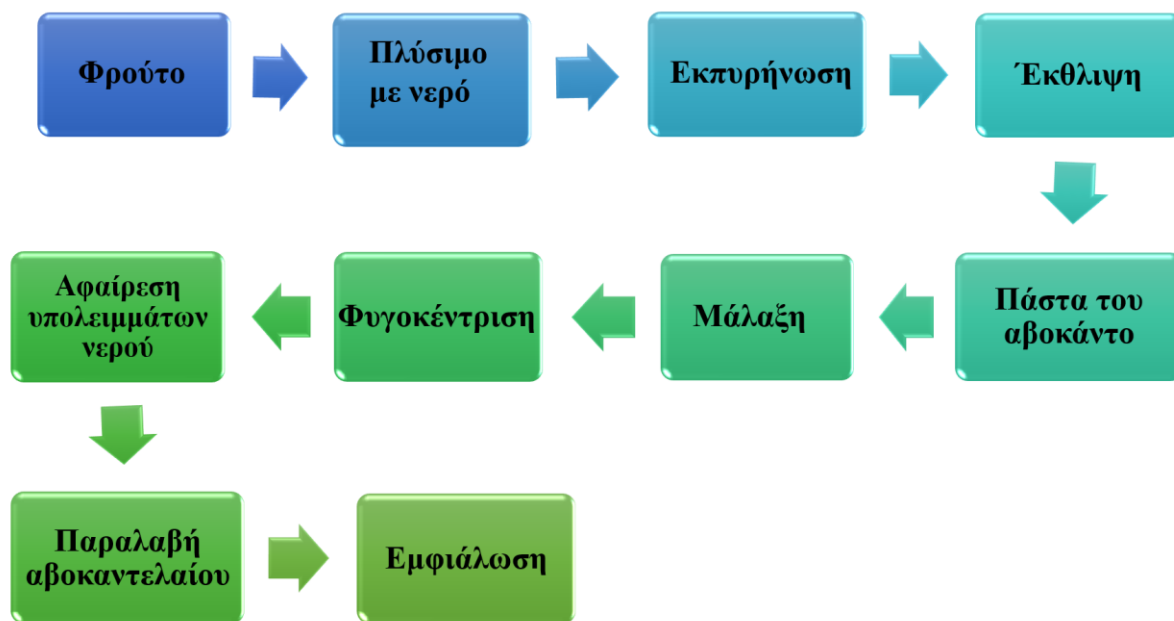 Φρούτο
Πλύσιμο
με νερό
Εκπυρήνωση
Έκθλιψη
Πάστα του
αβοκάντο
Μάλαξη
Φυγοκέντριση
Αφαίρεση
υπολειμμάτων
νερού
Παραλαβή
αβοκαντελαίου
Εμφιάλωση